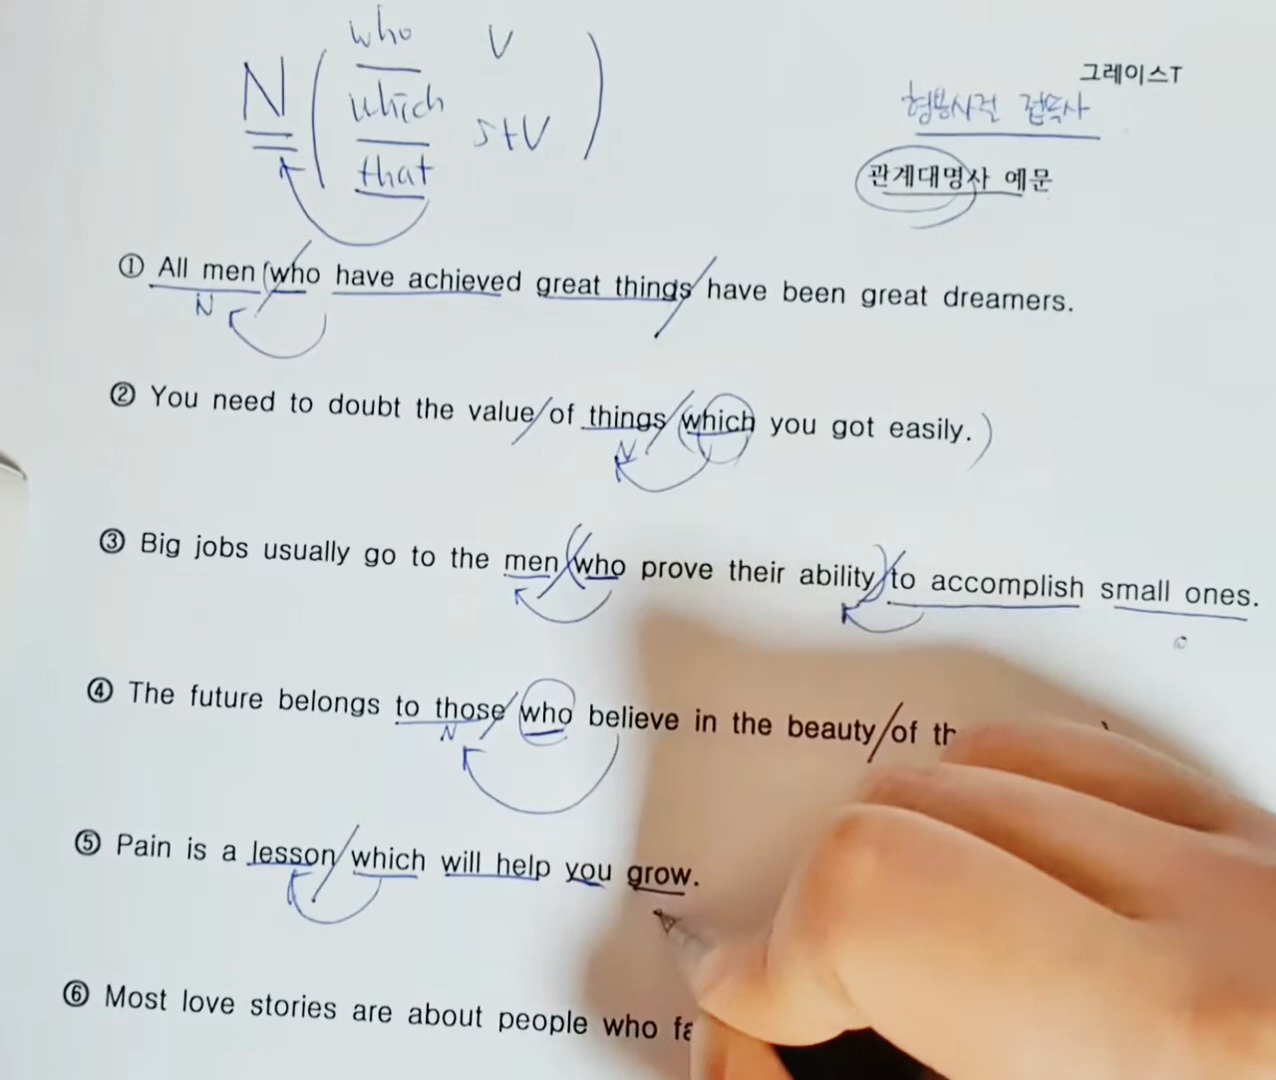 who V
N ( which S+V )
that
그레이스T
형용사절 접속사
관계대명사 예문
① All men (who have achieved great things/ have been great dreamers.
N
② You need to doubt the value/ of things/ (which you got easily.)
N
③ Big jobs usually go to the men/ (who prove their ability)/ to accomplish small ones.
④ The future belongs to those/ who believe in the beauty/ of
N
⑤ Pain is a lesson/ which will help you grow.
⑥ Most love stories are about people who